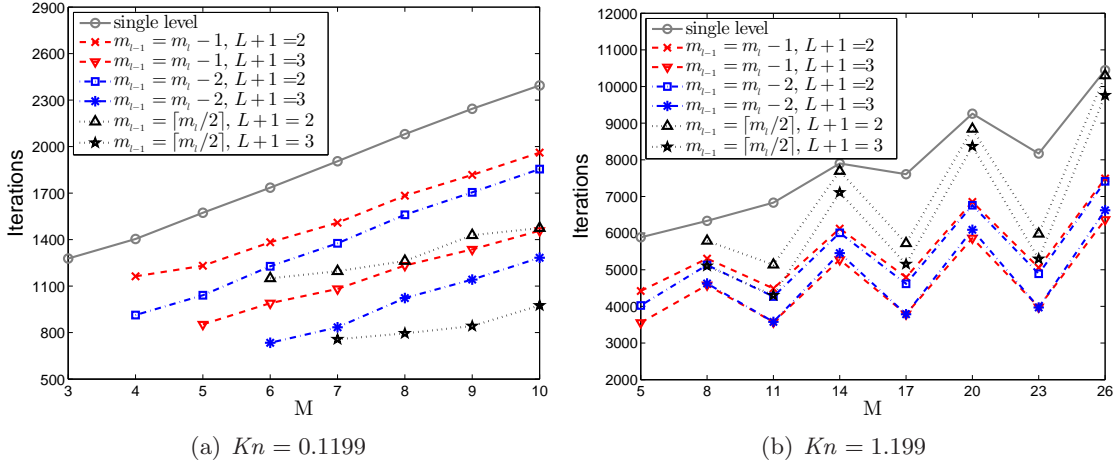 2900
2600
2300
2000
1700
1400
1100
800
500
Iterations
single level
m_{l-1} = m_l - 1, L+1 = 2
m_{l-1} = m_l - 1, L+1 = 3
m_{l-1} = m_l - 2, L+1 = 2
m_{l-1} = m_l - 2, L+1 = 3
m_{l-1} = ⌈m_l/2⌉, L+1 = 2
m_{l-1} = ⌈m_l/2⌉, L+1 = 3
3 4 5 6 7 8 9 10
M
(a) Kn = 0.1199
12000
11000
10000
9000
8000
7000
6000
5000
4000
3000
2000
Iterations
single level
m_{l-1} = m_l - 1, L+1 = 2
m_{l-1} = m_l - 1, L+1 = 3
m_{l-1} = m_l - 2, L+1 = 2
m_{l-1} = m_l - 2, L+1 = 3
m_{l-1} = ⌈m_l/2⌉, L+1 = 2
m_{l-1} = ⌈m_l/2⌉, L+1 = 3
5 8 11 14 17 20 23 26
M
(b) Kn = 1.199